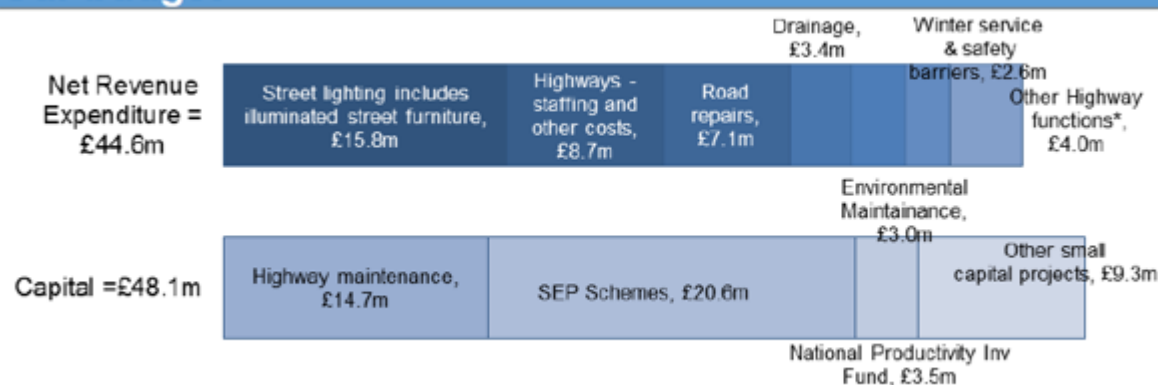 Drainage,
£3.4m
Winter service
& safety
barriers, £2.6m
Net Revenue
Expenditure =
£44.6m
Street lighting includes
illuminated street furniture,
£15.8m
Highways -
staffing and
other costs,
£8.7m
Road
repairs,
£7.1m
Other Highway
functions*,
£4.0m
Environmental
Maintainance,
£3.0m
Capital =£48.1m
Highway maintenance,
£14.7m
SEP Schemes, £20.6m
Other small
capital projects, £9.3m
National Productivity Inv
Fund, £3.5m